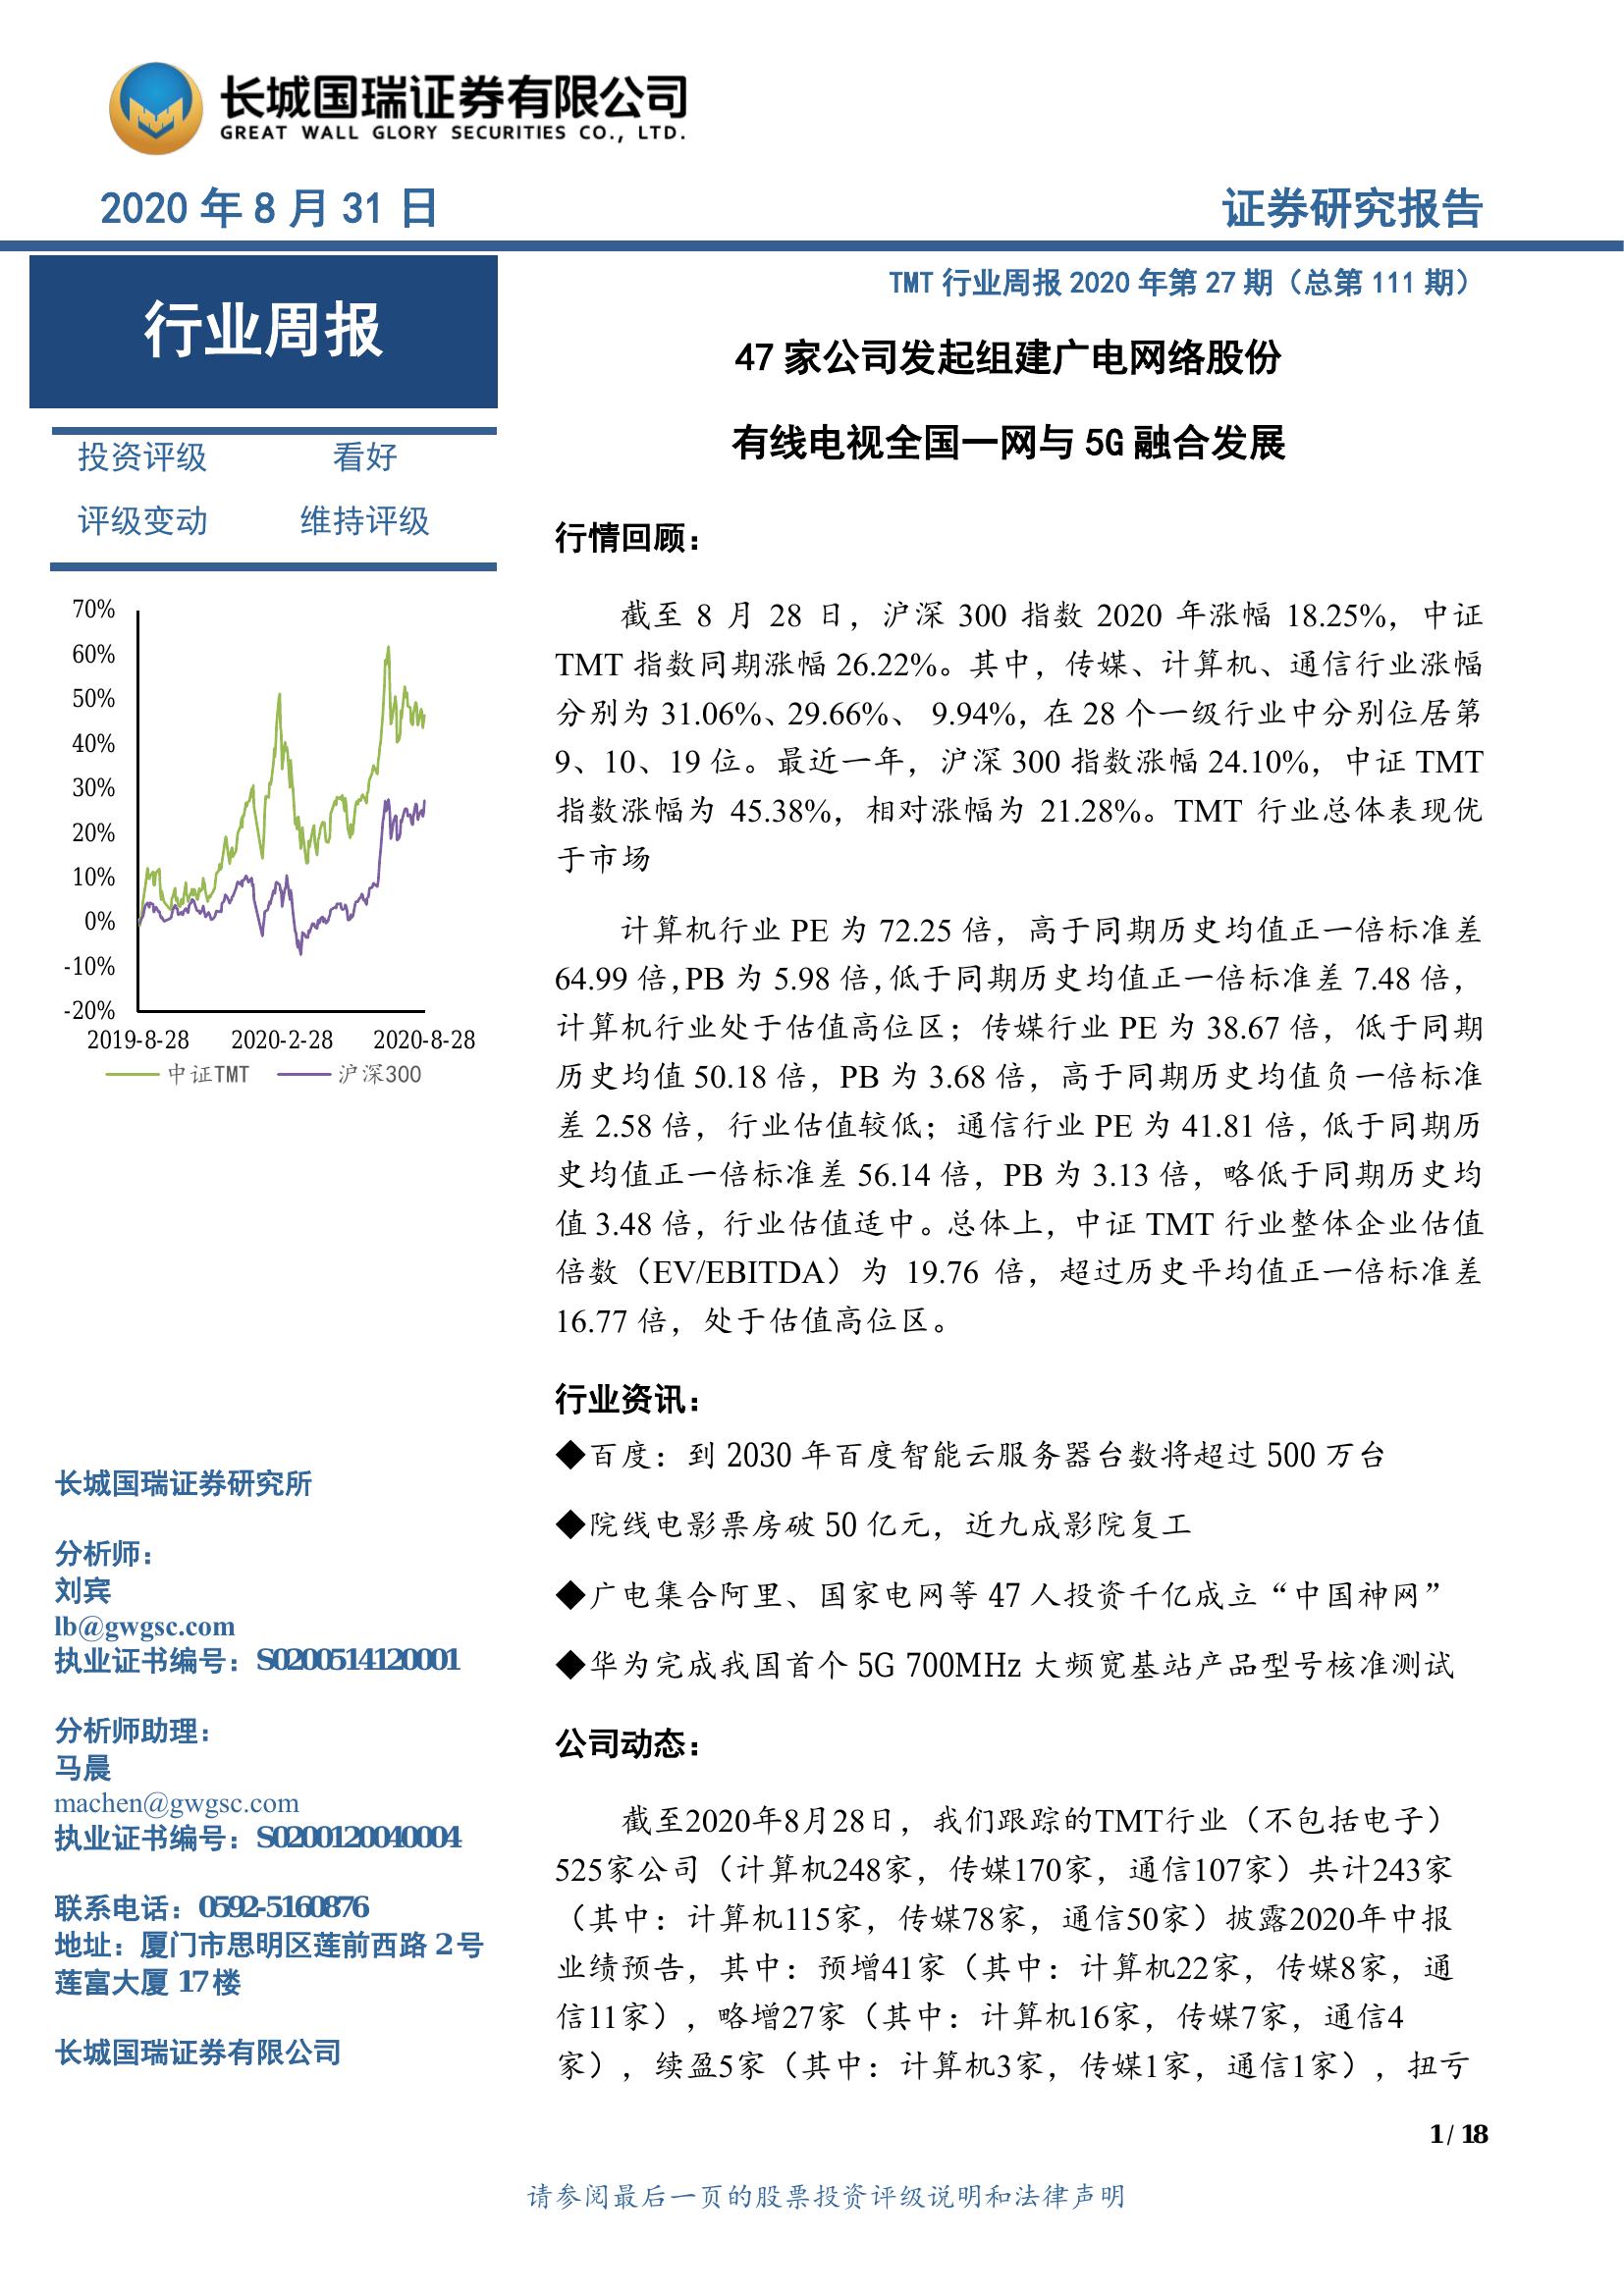 长城国瑞证券有限公司
GREAT WALL GLORY SECURITIES CO., LTD.
2020 年 8 月 31 日
证券研究报告
行业周报
投资评级 看好
评级变动 维持评级
70%
60%
50%
40%
30%
20%
10%
0%
-10%
-20%
2019-8-28 2020-2-28 2020-8-28
中证TMT 沪深300
长城国瑞证券研究所
分析师：
刘宾
lb@gwgsc.com
执业证书编号：S0200514120001
分析师助理：
马晨
machen@gwgsc.com
执业证书编号：S0200120040004
联系电话：0592-5160876
地址：厦门市思明区莲前西路 2 号
莲富大厦 17 楼
长城国瑞证券有限公司
TMT 行业周报 2020 年第 27 期（总第 111 期）
47 家公司发起组建广电网络股份
有线电视全国一网与 5G 融合发展
行情回顾：
截至 8 月 28 日，沪深 300 指数 2020 年涨幅 18.25%，中证
TMT 指数同期涨幅 26.22%。其中，传媒、计算机、通信行业涨幅
分别为 31.06%、29.66%、 9.94%，在 28 个一级行业中分别位居第
9、10、19 位。最近一年，沪深 300 指数涨幅 24.10%，中证 TMT
指数涨幅为 45.38%，相对涨幅为 21.28%。TMT 行业总体表现优
于市场
计算机行业 PE 为 72.25 倍，高于同期历史均值正一倍标准差
64.99 倍，PB 为 5.98 倍，低于同期历史均值正一倍标准差 7.48 倍，
计算机行业处于估值高位区；传媒行业 PE 为 38.67 倍，低于同期
历史均值 50.18 倍，PB 为 3.68 倍，高于同期历史均值负一倍标准
差 2.58 倍，行业估值较低；通信行业 PE 为 41.81 倍，低于同期历
史均值正一倍标准差 56.14 倍，PB 为 3.13 倍，略低于同期历史均
值 3.48 倍，行业估值适中。总体上，中证 TMT 行业整体企业估值
倍数（EV/EBITDA）为 19.76 倍，超过历史平均值正一倍标准差
16.77 倍，处于估值高位区。
行业资讯：
◆百度：到 2030 年百度智能云服务器台数将超过 500 万台
◆院线电影票房破 50 亿元，近九成影院复工
◆广电集合阿里、国家电网等 47 人投资千亿成立“中国神网”
◆华为完成我国首个 5G 700MHz 大频宽基站产品型号核准测试
公司动态：
截至2020年8月28日，我们跟踪的TMT行业（不包括电子）
525家公司（计算机248家，传媒170家，通信107家）共计243家
（其中：计算机115家，传媒78家，通信50家）披露2020年中报
业绩预告，其中：预增41家（其中：计算机22家，传媒8家，通
信11家），略增27家（其中：计算机16家，传媒7家，通信4
家），续盈5家（其中：计算机3家，传媒1家，通信1家），扭亏
1 / 18
请参阅最后一页的股票投资评级说明和法律声明